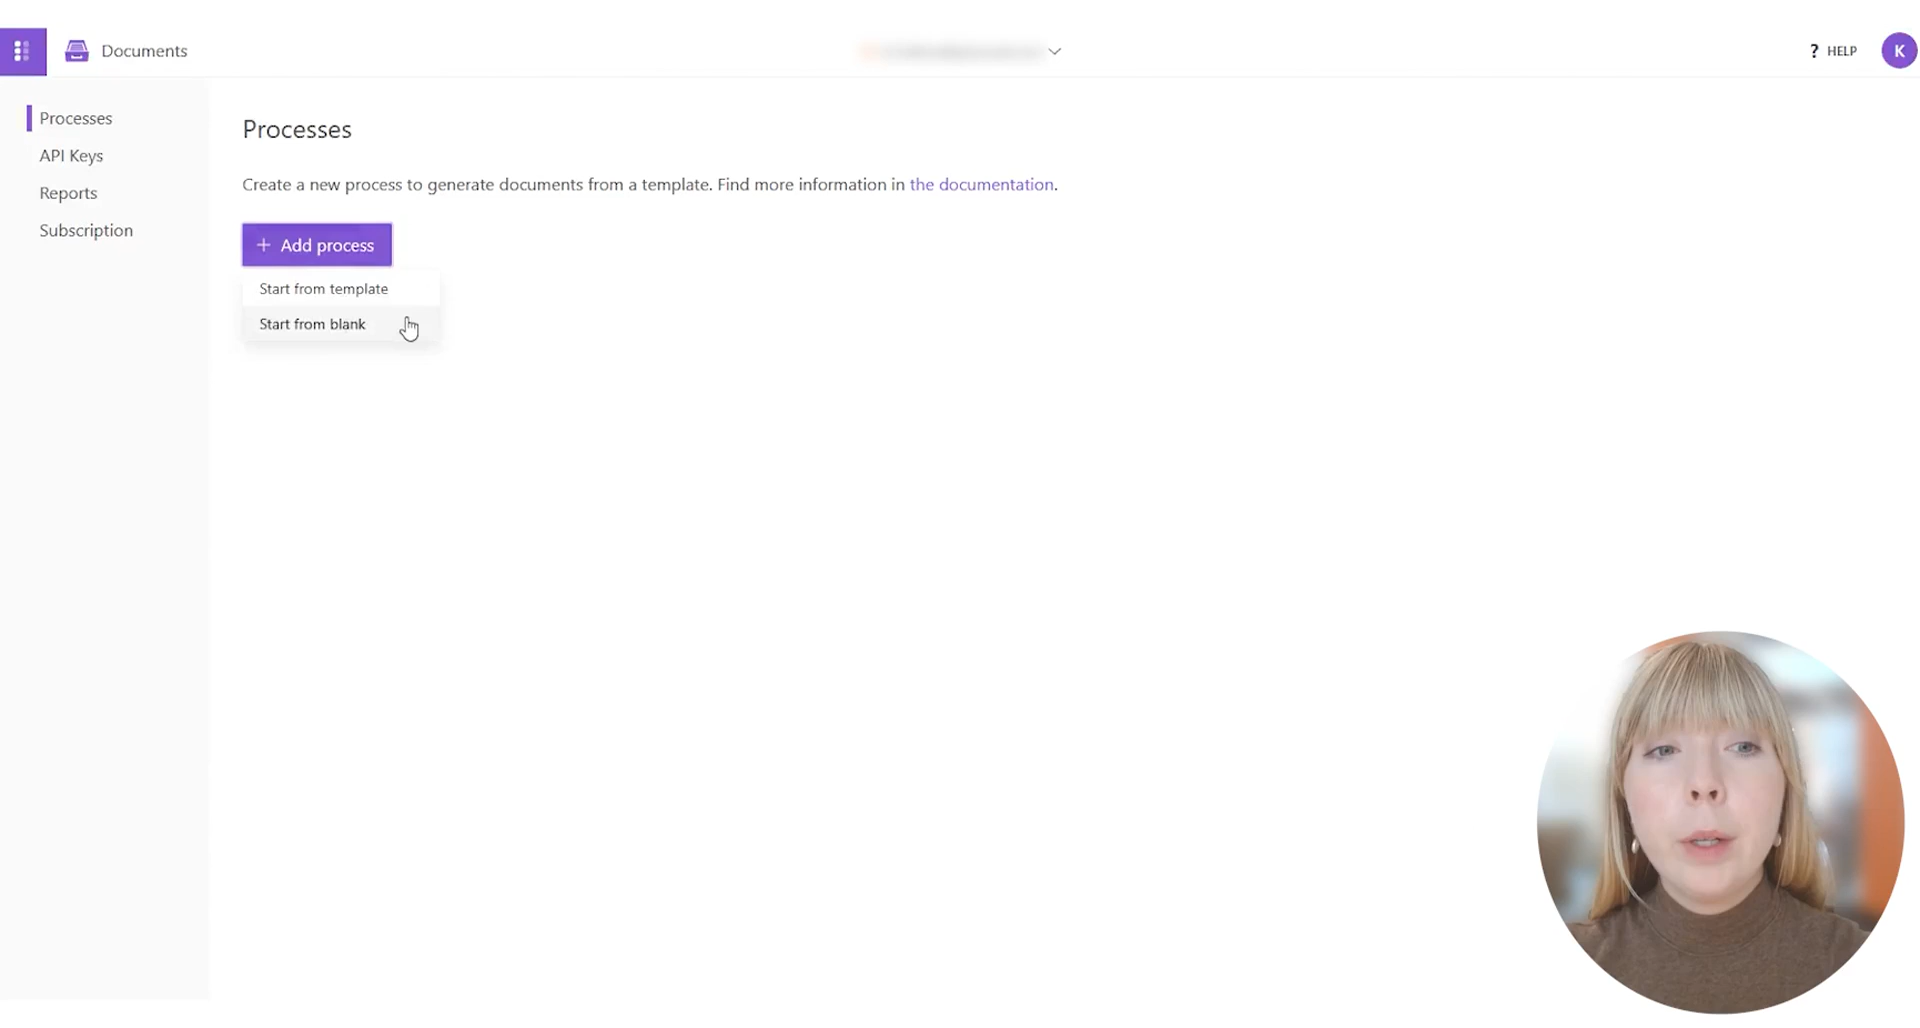 Documents
? HELP
K
Processes
API Keys
Reports
Subscription
Processes
Create a new process to generate documents from a template. Find more information in the documentation.
+ Add process
Start from template
Start from blank